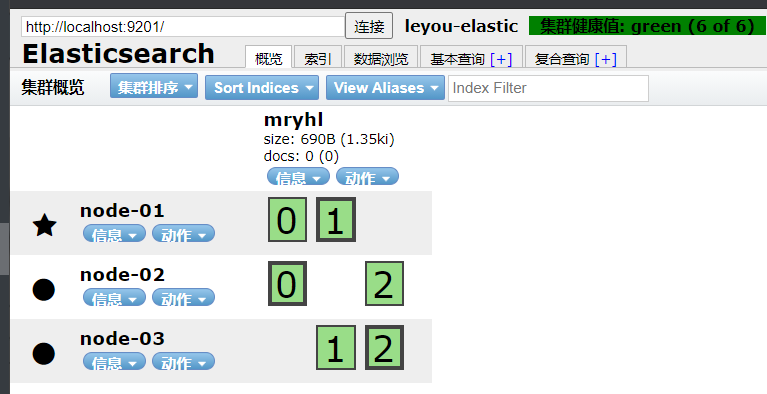 http://localhost:9201/ 连接 leyou-elastic 集群健康值: green (6 of 6)
Elasticsearch 概览 索引 数据浏览 基本查询 [+] 复合查询 [+]
集群概览 集群排序 Sort Indices View Aliases Index Filter
mryhl
size: 690B (1.35ki)
docs: 0 (0)
信息 动作
node-01 0 1
信息 动作
node-02 0 2
信息 动作
node-03 1 2
信息 动作